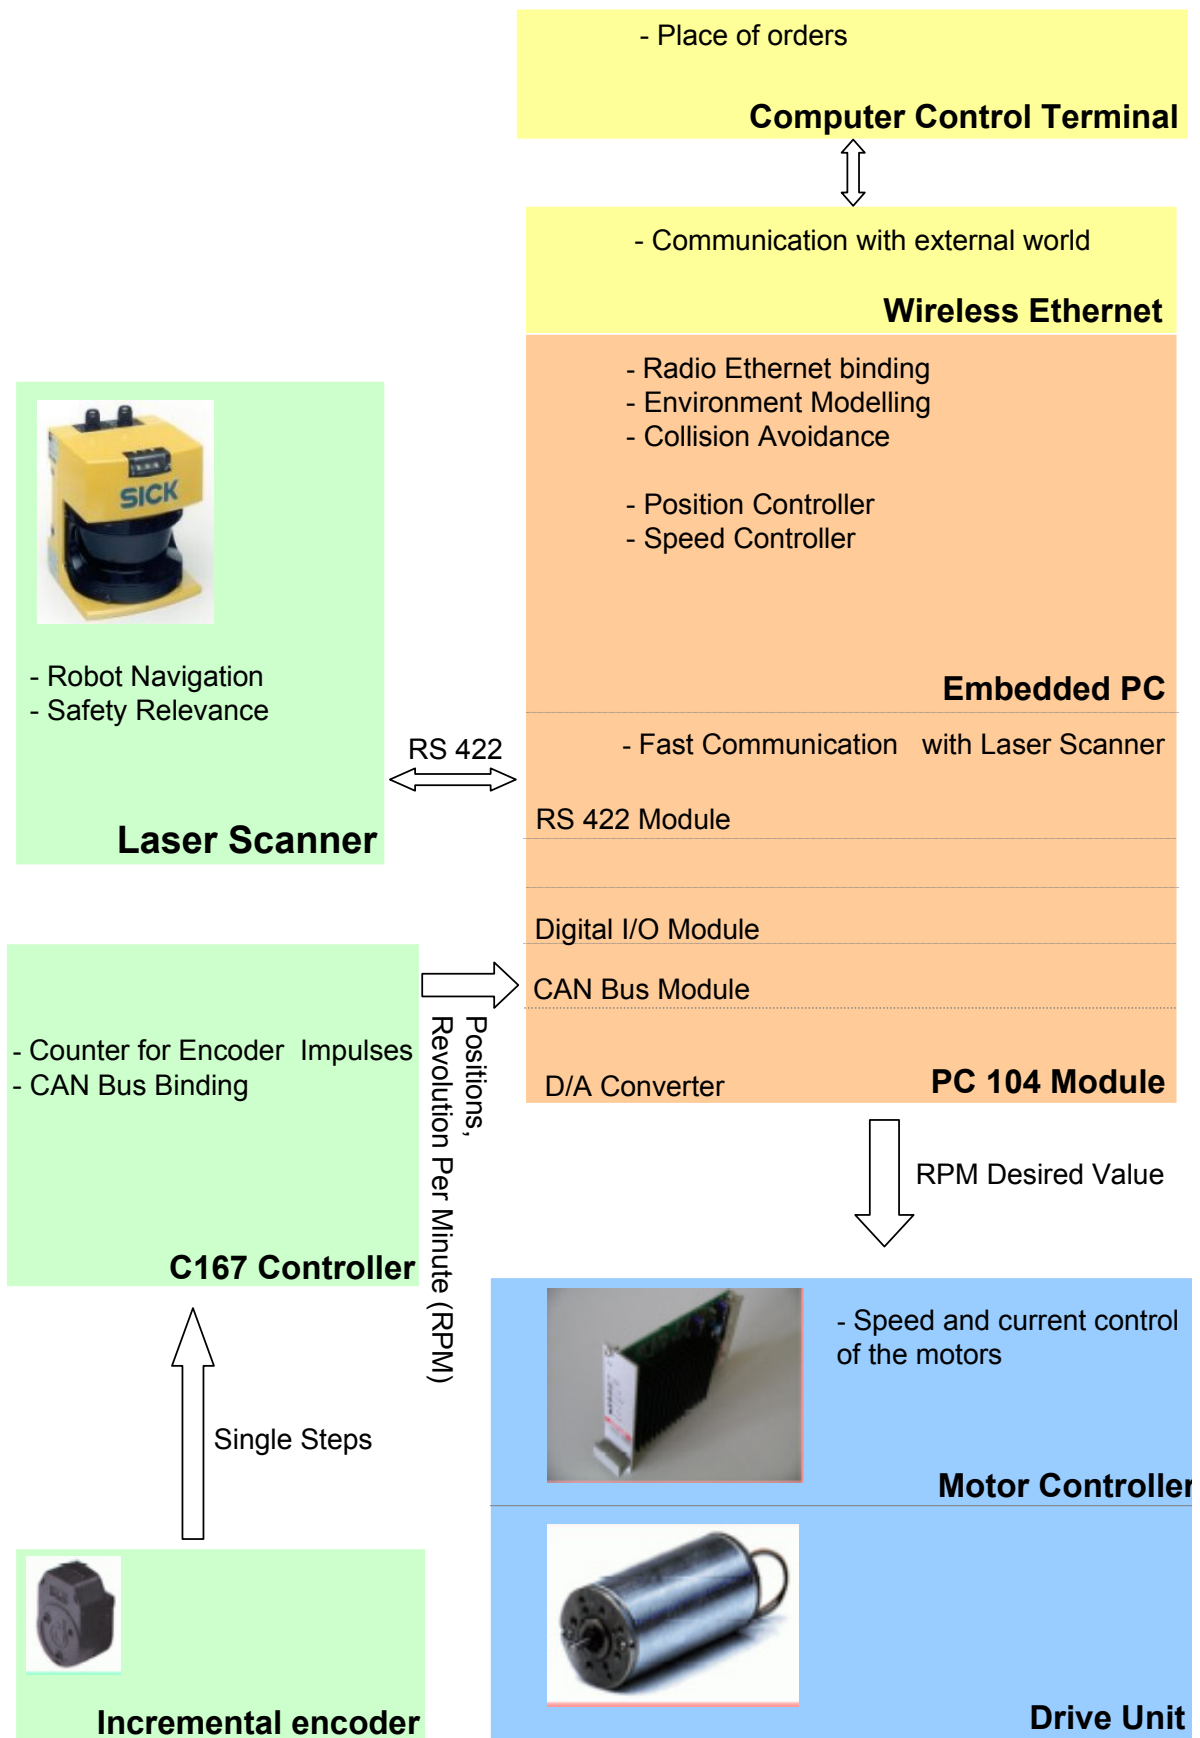 - Place of orders
Computer Control Terminal
- Communication with external world
Wireless Ethernet
- Radio Ethernet binding
- Environment Modelling
- Collision Avoidance
- Position Controller
- Speed Controller
Embedded PC
SICK
- Robot Navigation
- Safety Relevance
Laser Scanner
RS 422
- Fast Communication with Laser Scanner
RS 422 Module
Digital I/O Module
CAN Bus Module
D/A Converter
PC 104 Module
- Counter for Encoder Impulses
- CAN Bus Binding
C167 Controller
Positions,
Revolution Per Minute (RPM)
RPM Desired Value
- Speed and current control
of the motors
Motor Controller
Single Steps
Incremental encoder
Drive Unit